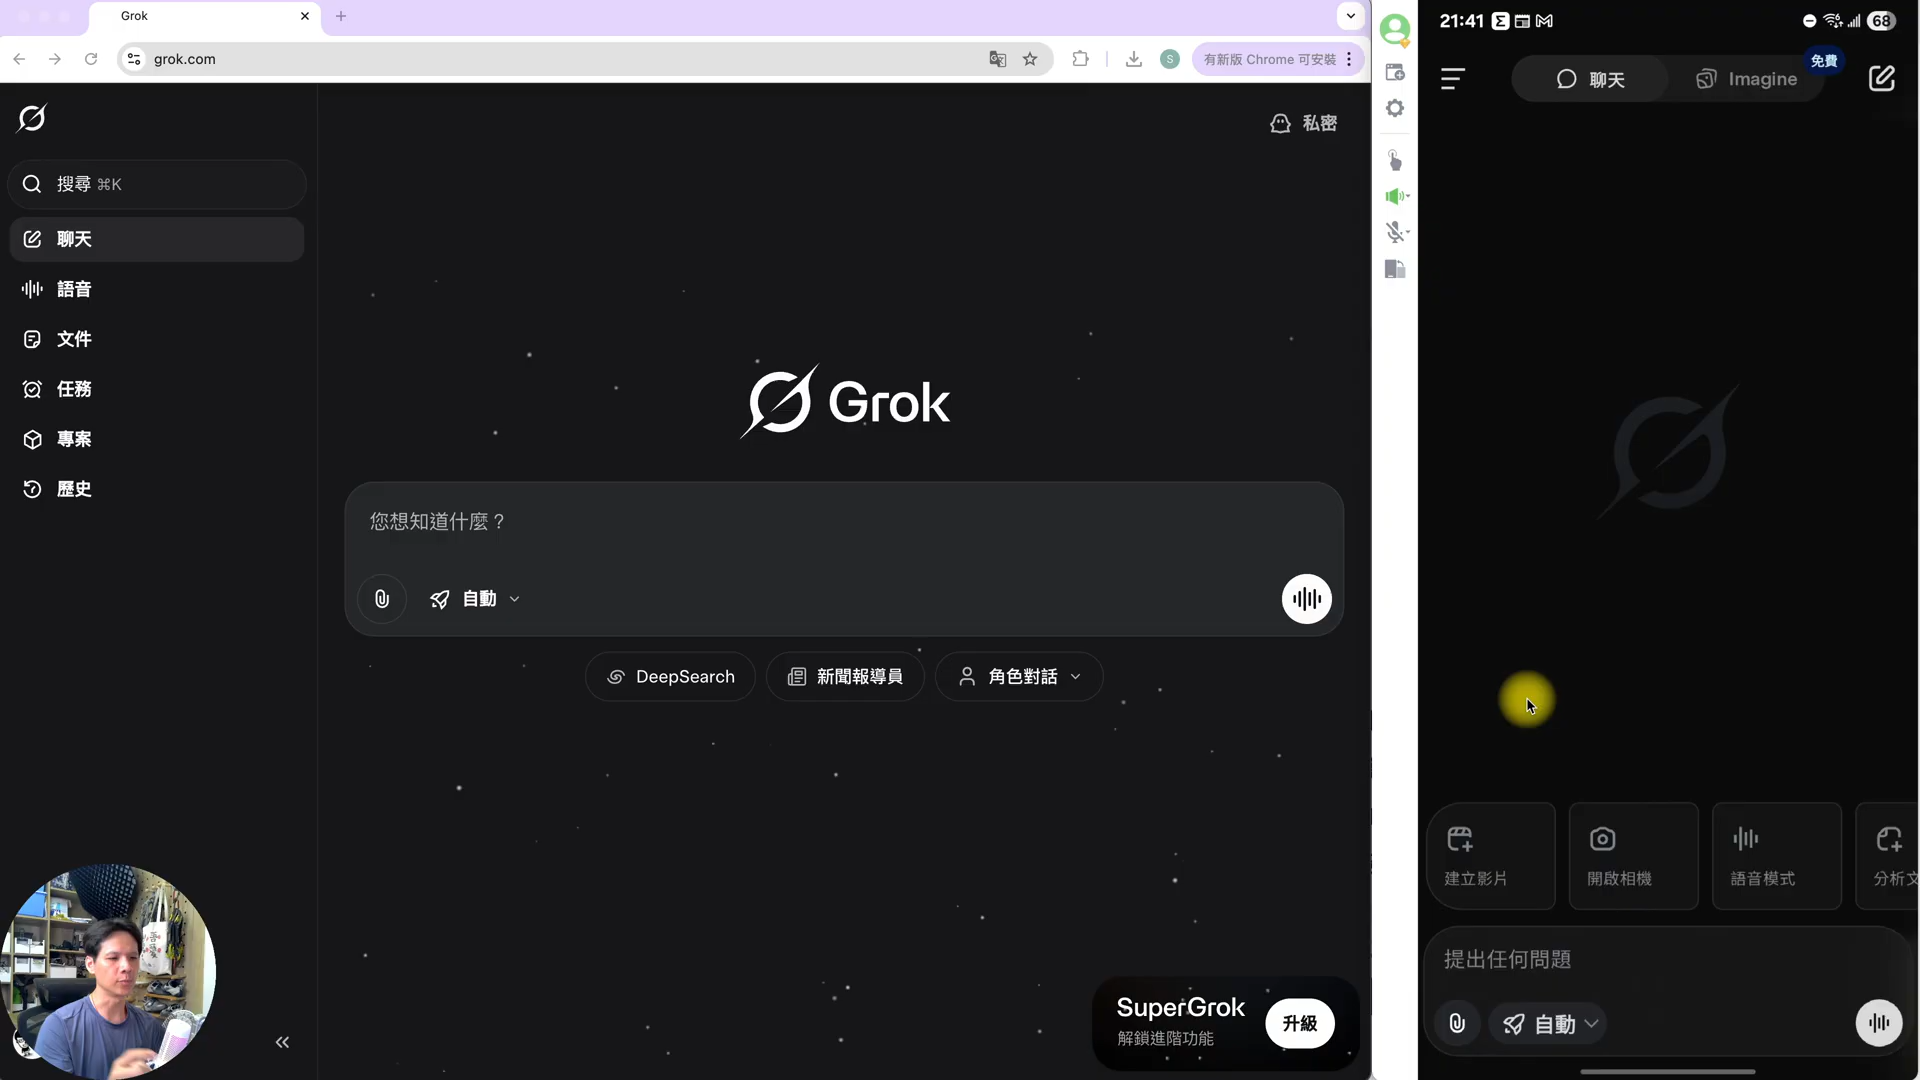 Grok
grok.com
有新版 Chrome 可安裝
S
搜尋 ⌘K
聊天
語音
文件
任務
專案
歷史
私密
Grok
您想知道什麼？
自動
DeepSearch
新聞報導員
角色對話
SuperGrok
解鎖進階功能
升級
21:41
68
聊天
Imagine
免費
建立影片
開啟相機
語音模式
分析文
提出任何問題
自動